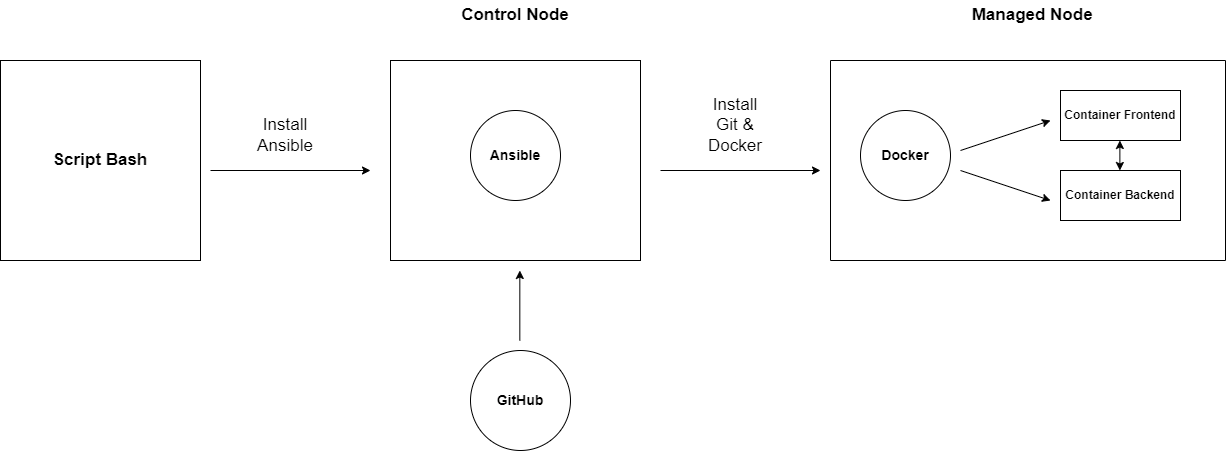 Control Node
Managed Node
Script Bash
Install
Ansible
Ansible
Install
Git &
Docker
Docker
Container Frontend
Container Backend
GitHub